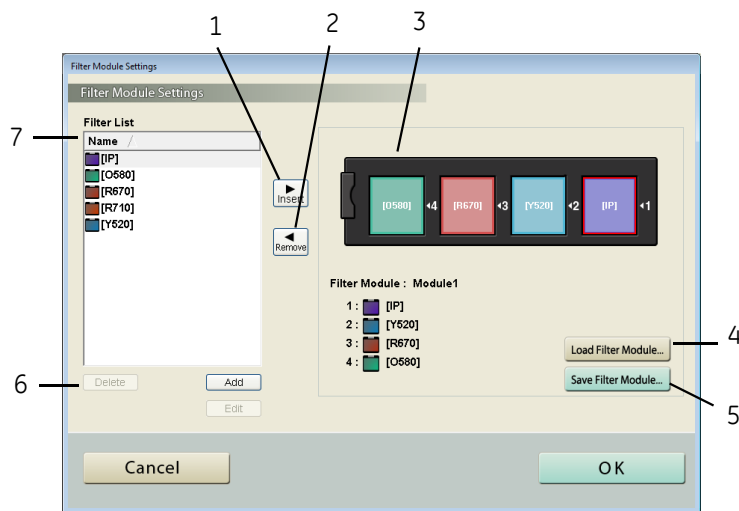 1
2
3
Filter Module Settings
Filter Module Settings
Filter List
7
Name
[IP]
[O580]
[R670]
[R710]
[Y520]
Insert
Remove
[O580] 4 [R670] 3 [Y520] 2 [IP] 1
Filter Module : Module1
1 : [IP]
2 : [Y520]
3 : [R670]
4 : [O580]
Load Filter Module...
4
Save Filter Module...
5
6
Delete
Add
Edit
Cancel
OK